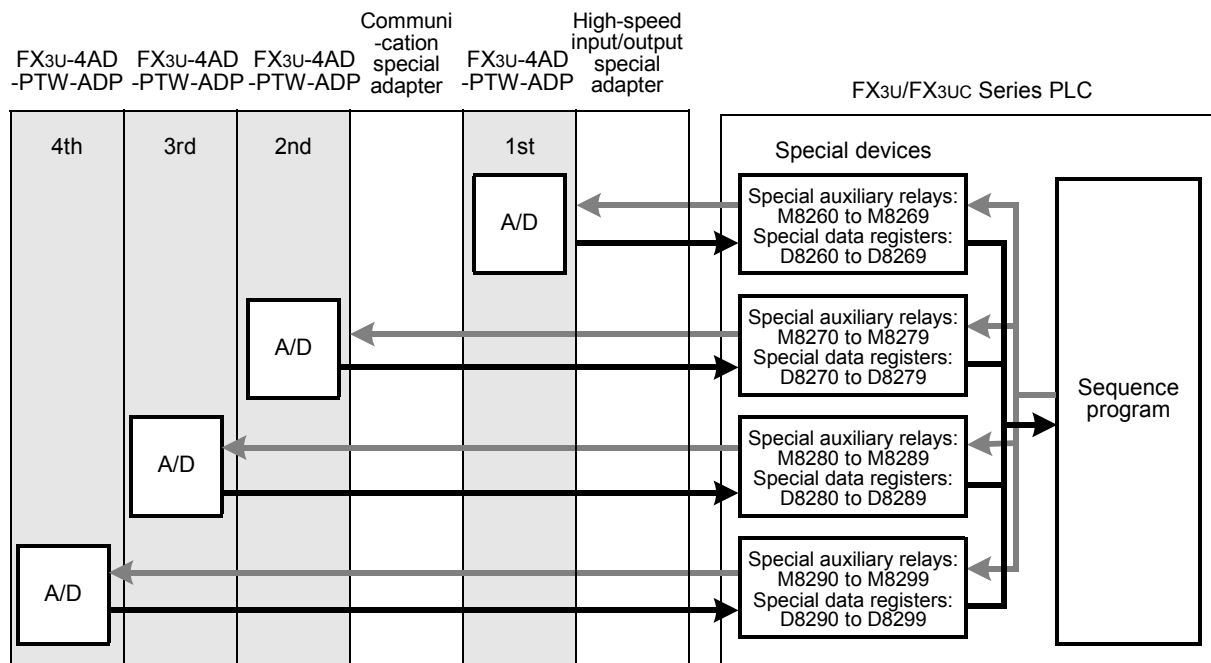 FX3U-4AD
-PTW-ADP
FX3U-4AD
-PTW-ADP
FX3U-4AD
-PTW-ADP
Communi
-cation
special
adapter
FX3U-4AD
-PTW-ADP
High-speed
input/output
special
adapter
FX3U/FX3UC Series PLC
4th
3rd
2nd
1st
Special devices
A/D
Special auxiliary relays:
M8260 to M8269
Special data registers:
D8260 to D8269
A/D
Special auxiliary relays:
M8270 to M8279
Special data registers:
D8270 to D8279
Sequence
program
A/D
Special auxiliary relays:
M8280 to M8289
Special data registers:
D8280 to D8289
A/D
Special auxiliary relays:
M8290 to M8299
Special data registers:
D8290 to D8299